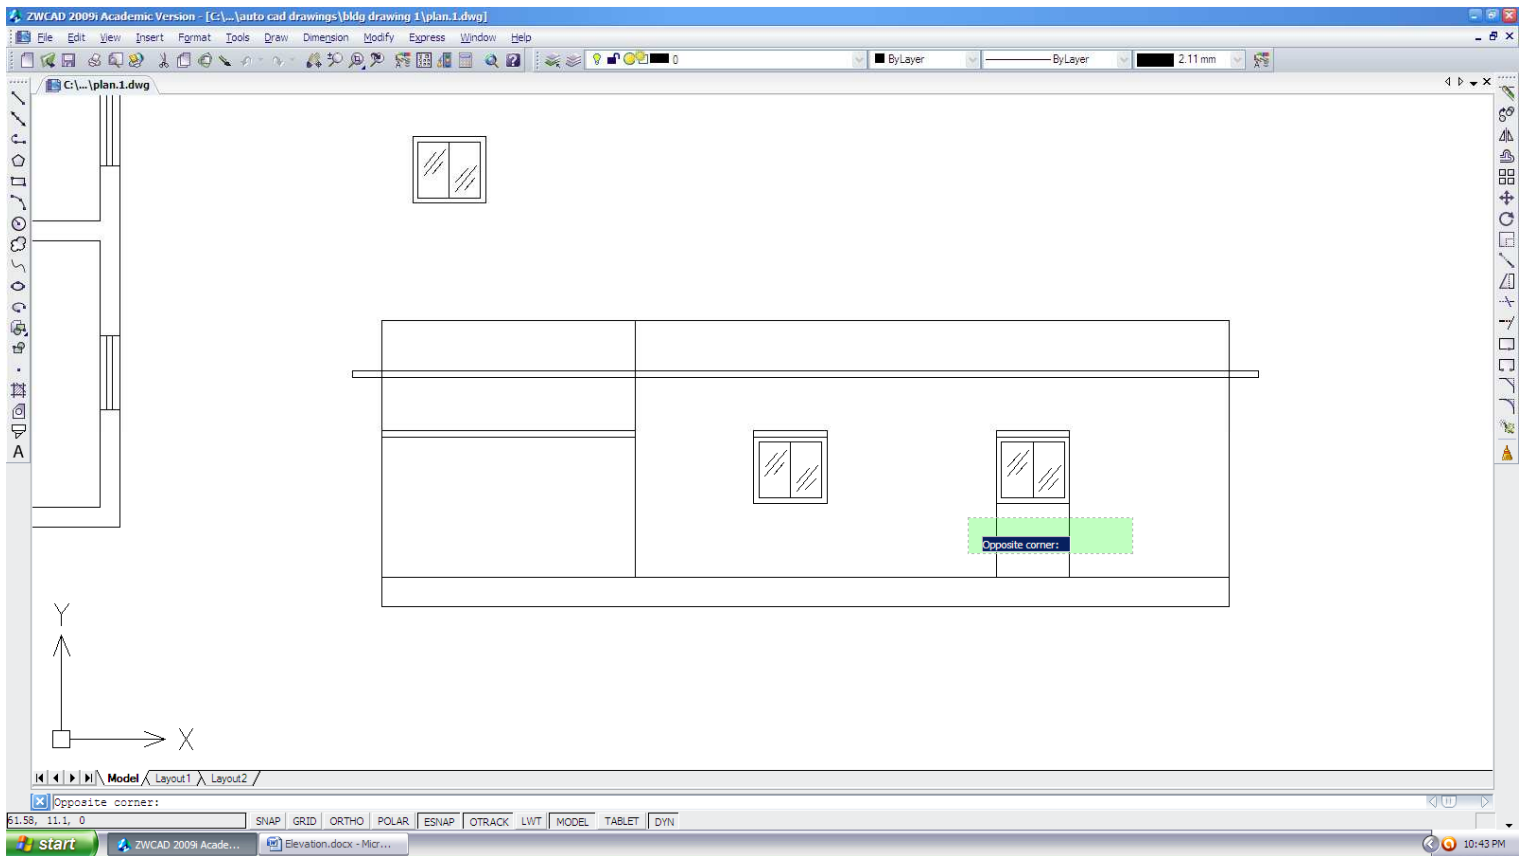 ZWCAD 2009i Academic Version - [C:\...\auto cad drawings\bldg drawing 1\plan.1.dwg]
File Edit View Insert Format Tools Draw Dimension Modify Express Window Help
0 ByLayer ByLayer 2.11 mm
C:\...\plan.1.dwg
A
Opposite corner:
Y
X
Model Layout1 Layout2
Opposite corner:
61.58, 11.1, 0 SNAP GRID ORTHO POLAR ESNAP OTRACK LWT MODEL TABLET DYN
start ZWCAD 2009i Acade... Elevation.docx - Micr... 10:43 PM